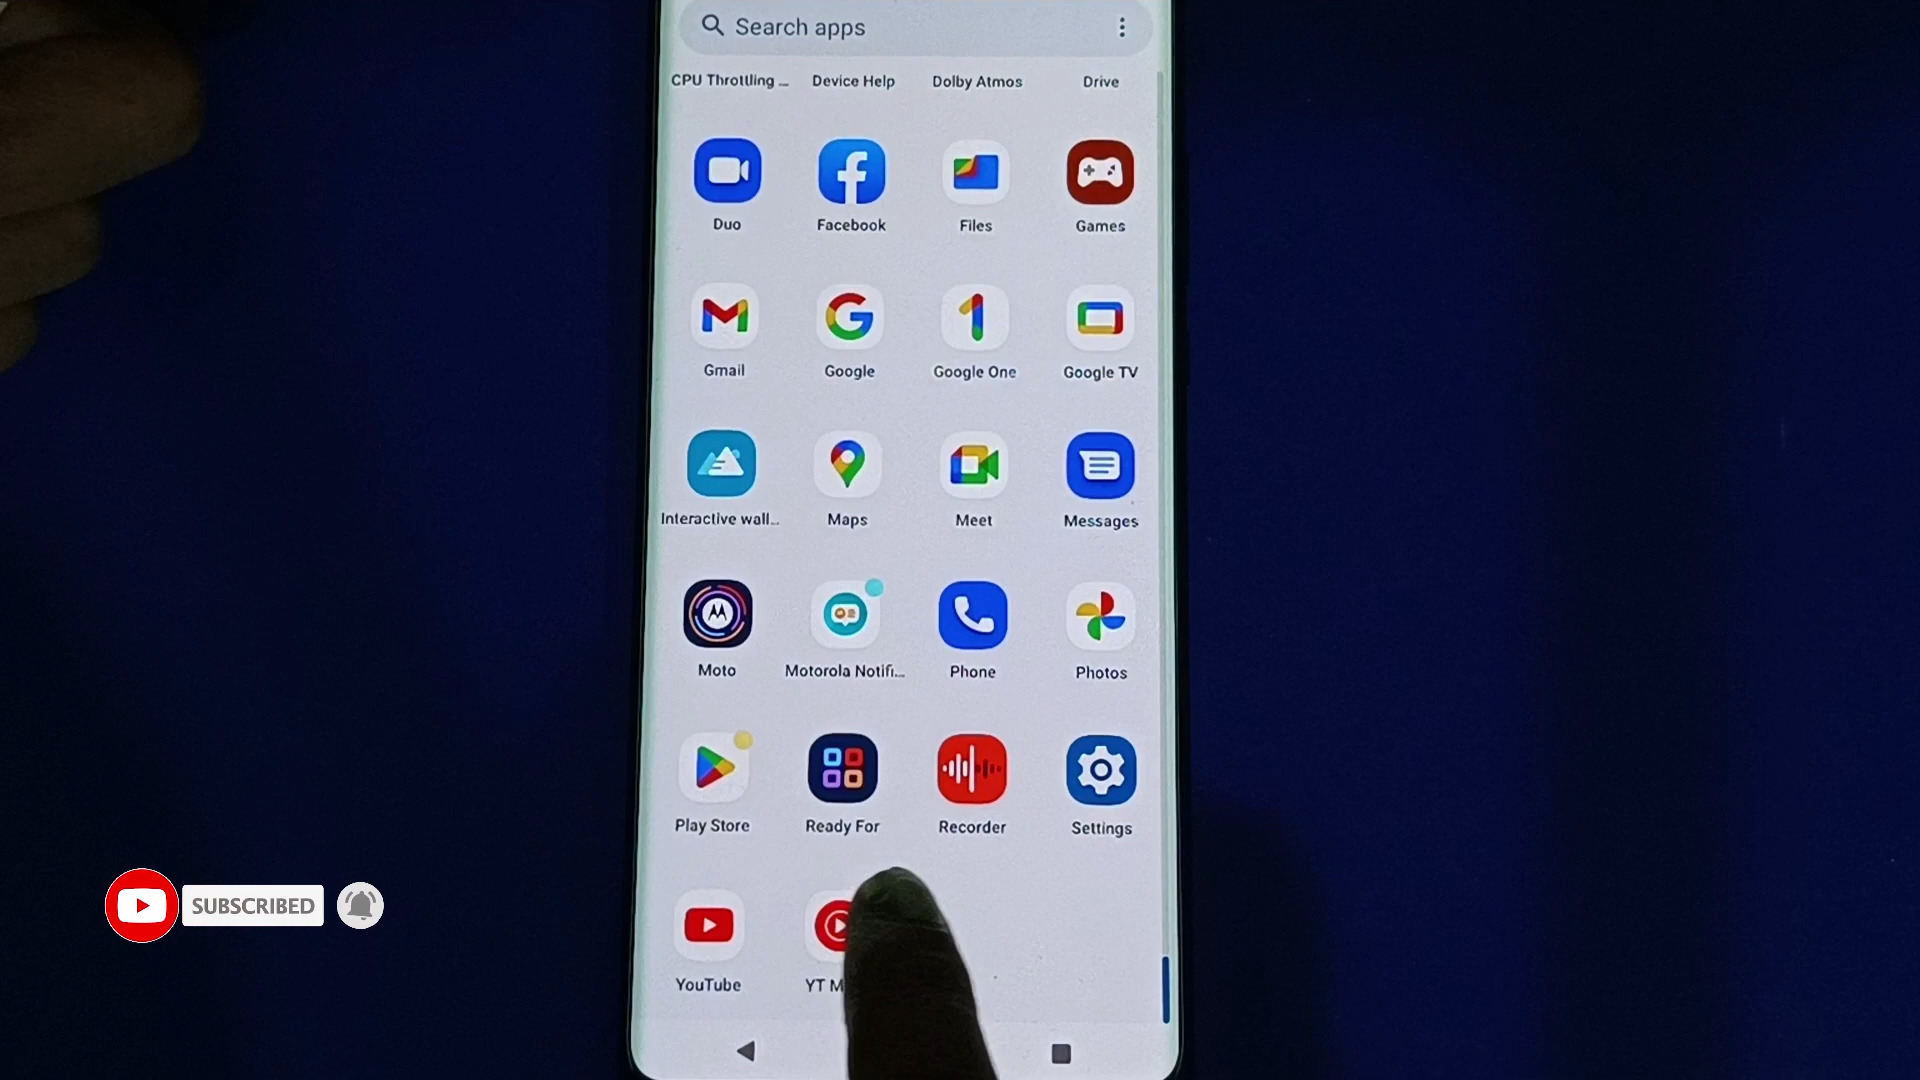 Search apps
CPU Throttling ... Device Help Dolby Atmos Drive
Duo Facebook Files Games
Gmail Google Google One Google TV
Interactive wall... Maps Meet Messages
Moto Motorola Notifi... Phone Photos
Play Store Ready For Recorder Settings
SUBSCRIBED
YouTube YT M